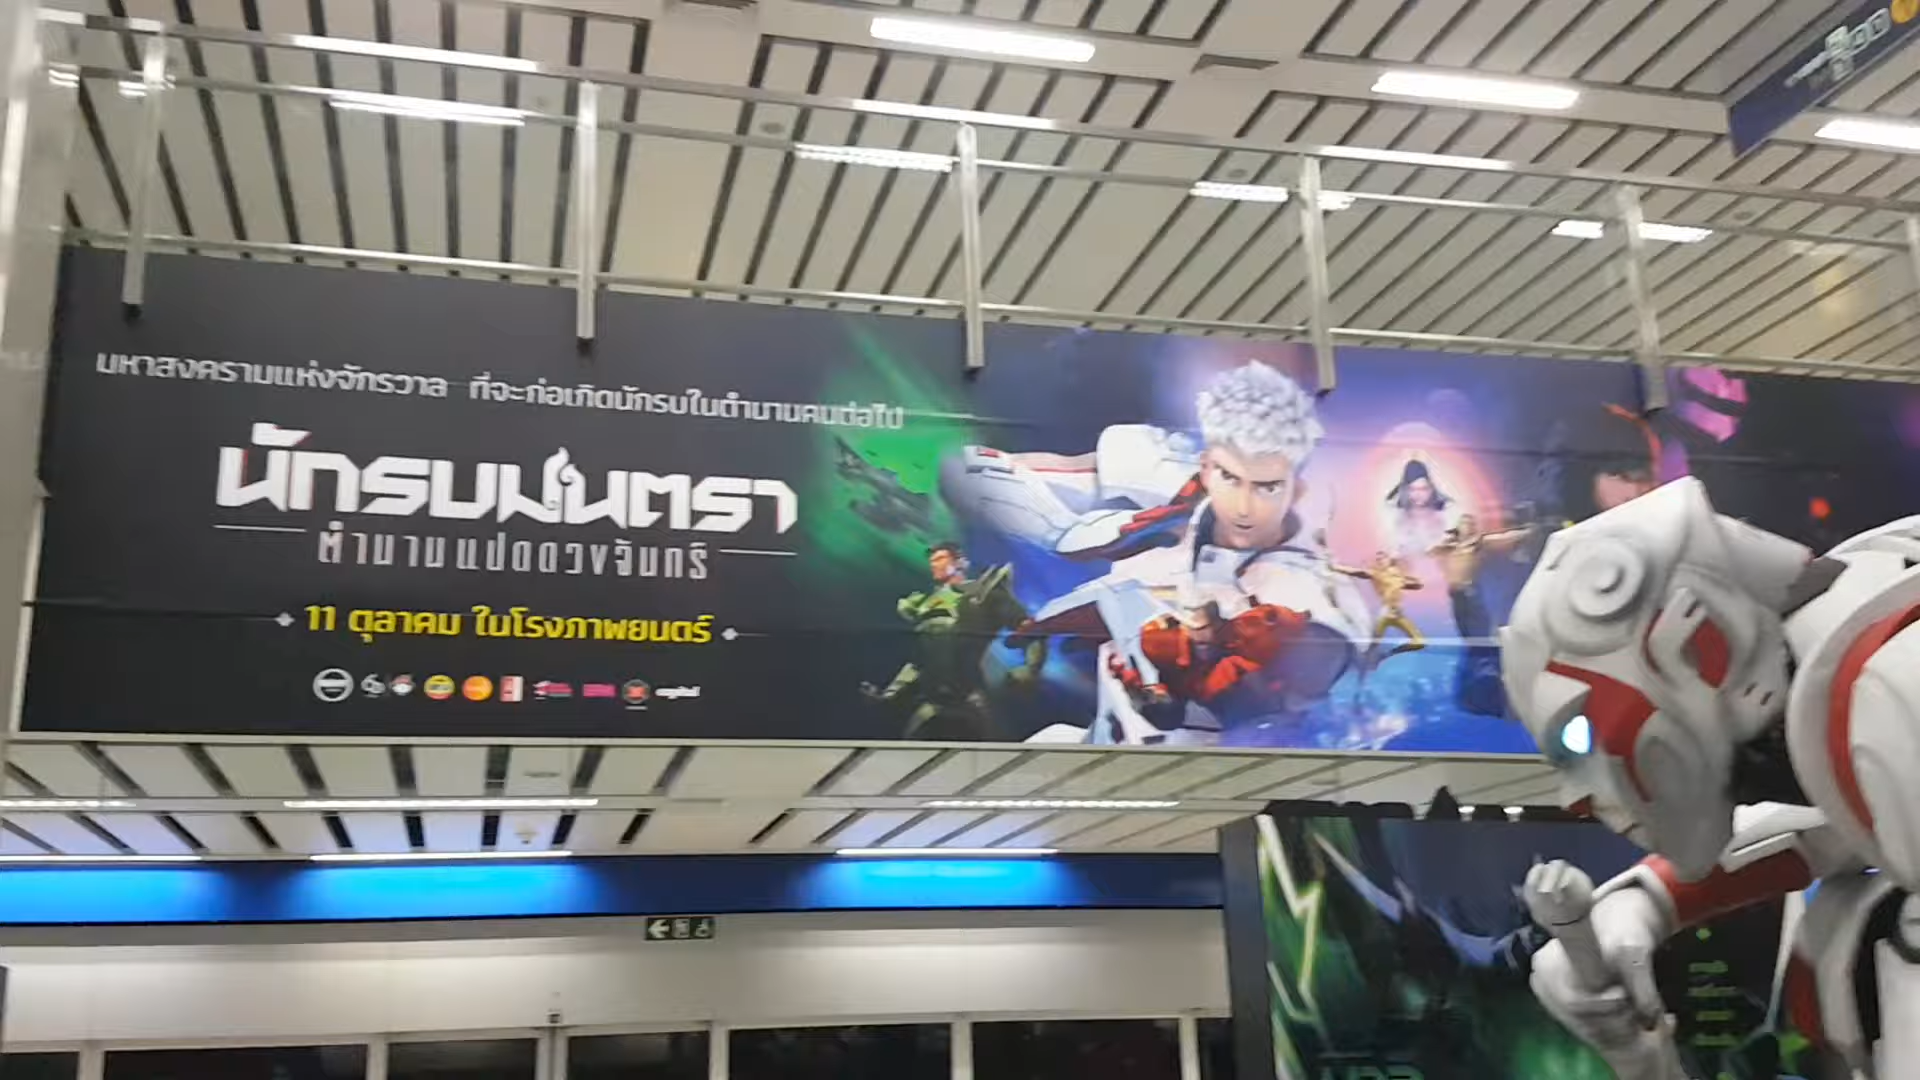 มหาสงครามแห่งจักรวาล ที่จะก่อเกิดนักรบในตำนานคนต่อไป
นักรบมนตรา
ตำนานแปดดวงจันทร์
11 ตุลาคม ในโรงภาพยนตร์